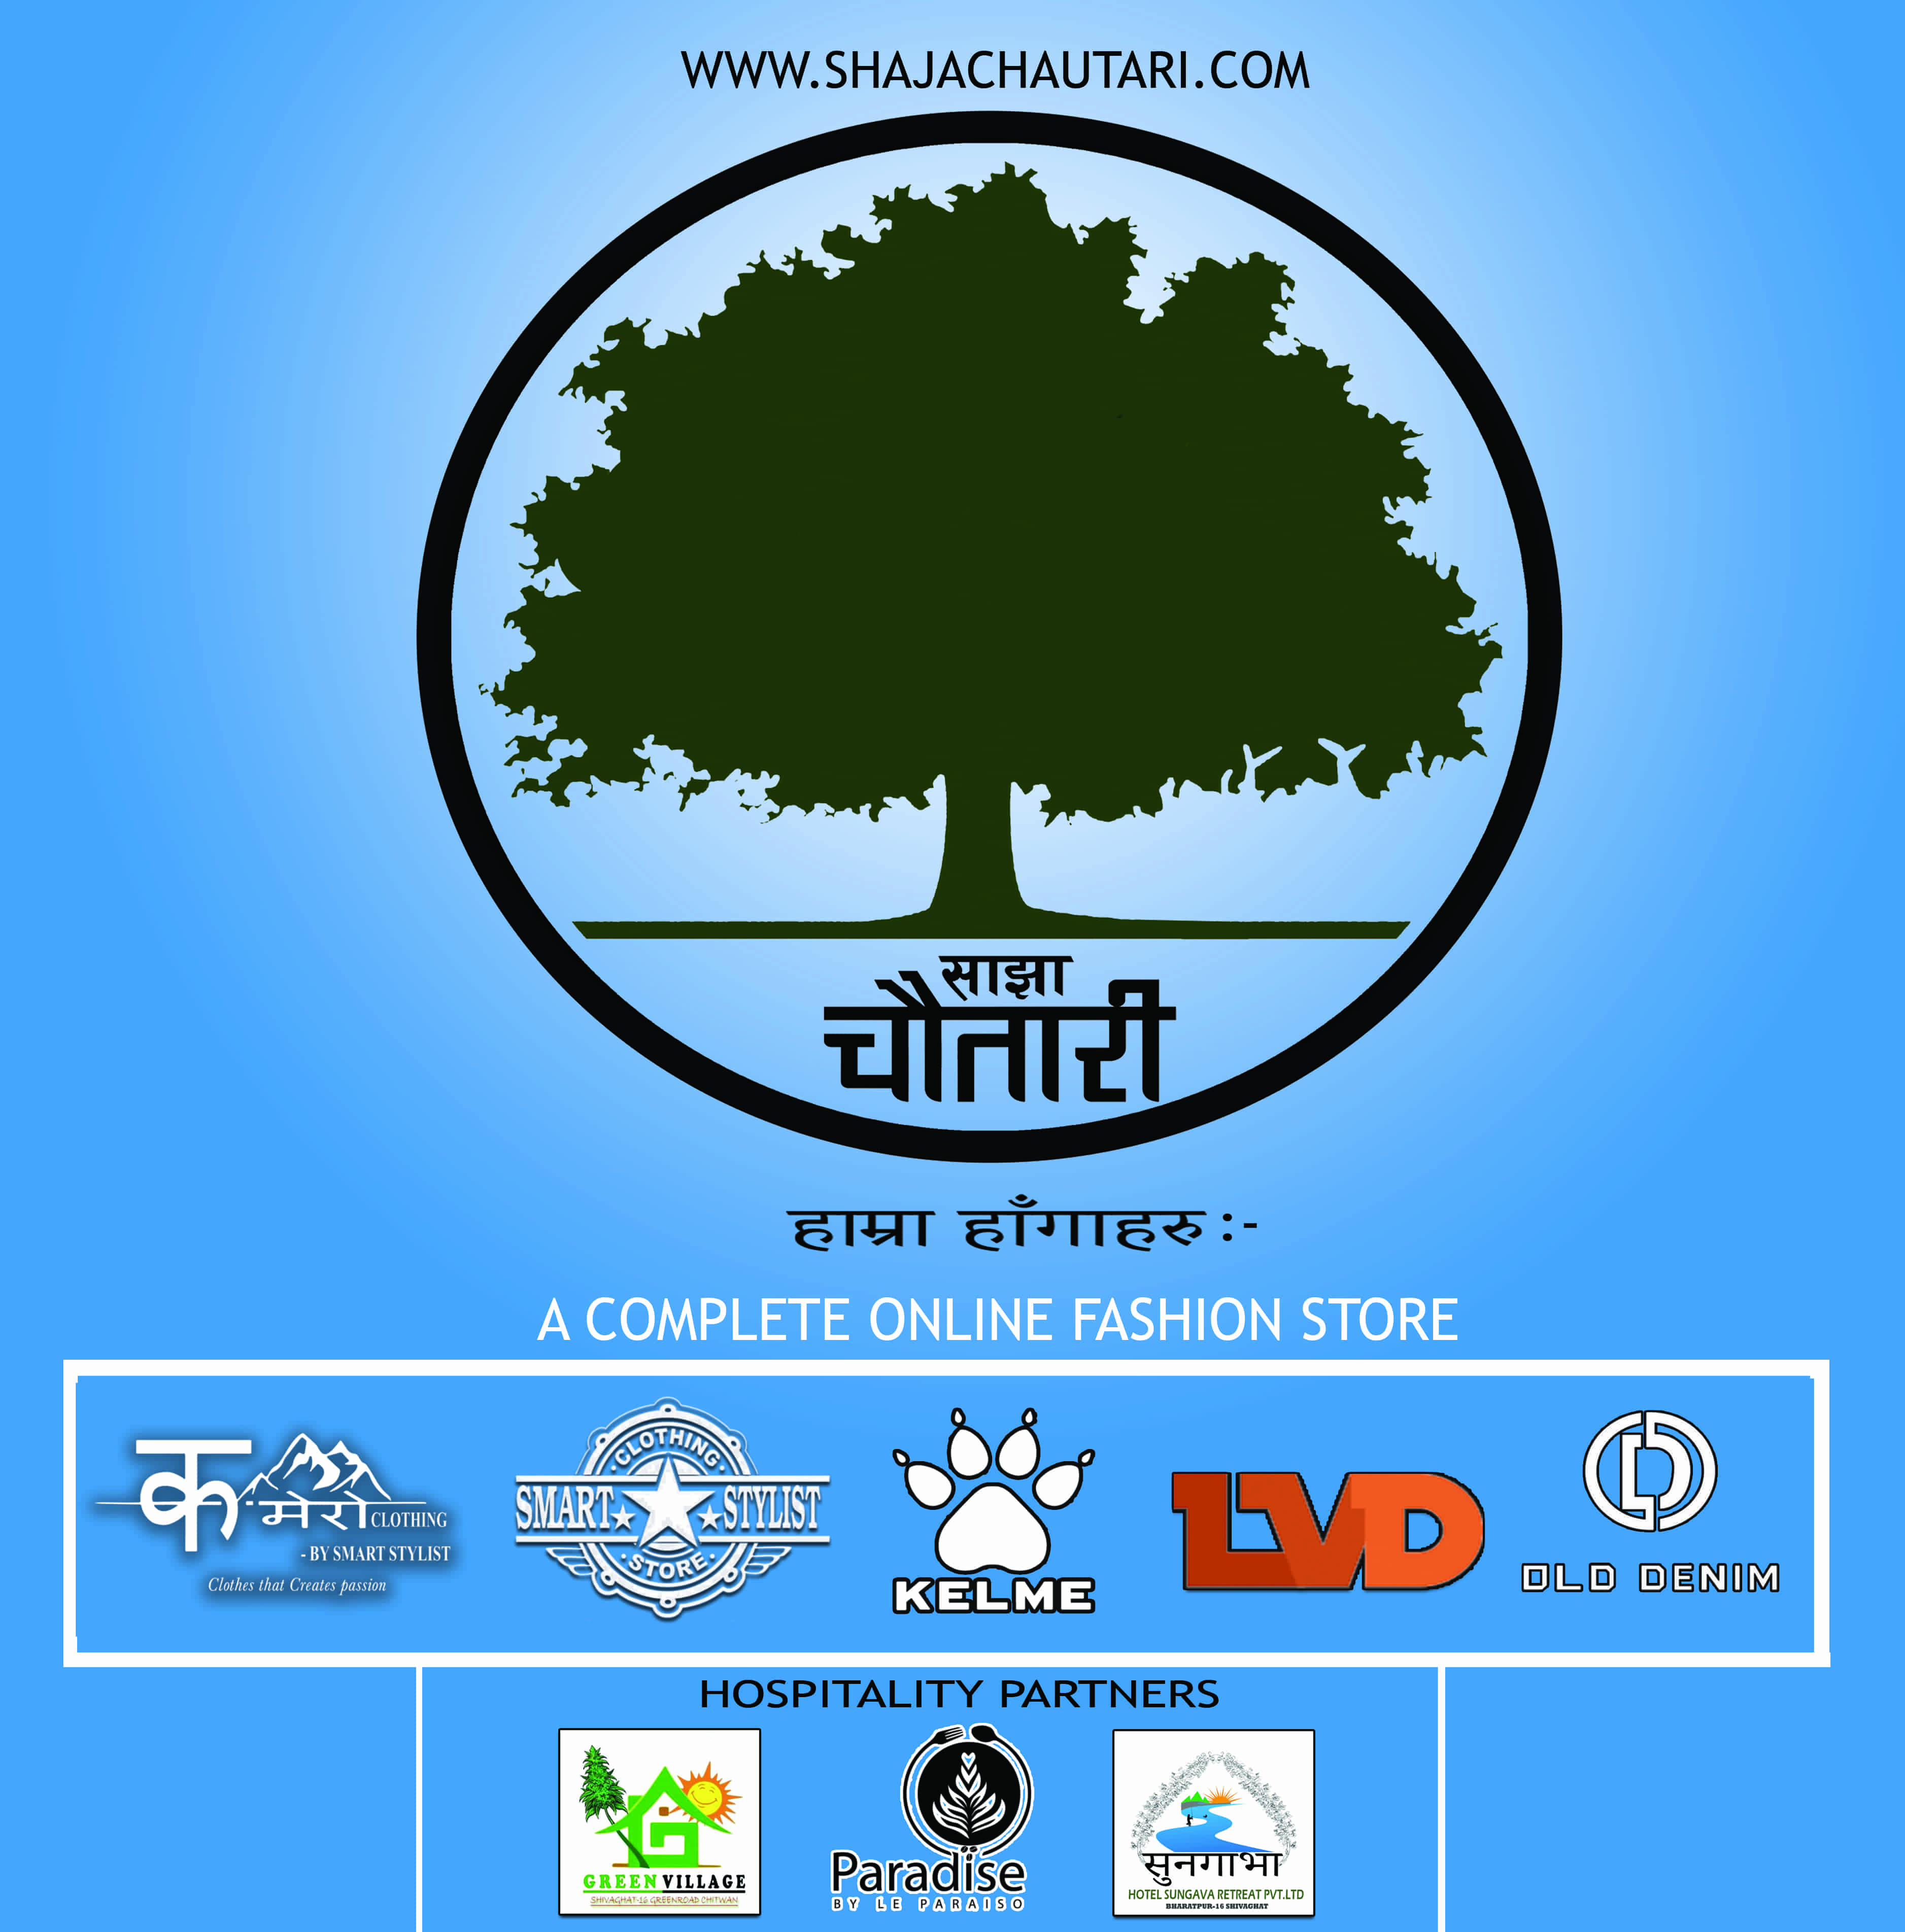 WWW.SHAJACHAUTARI.COM
साझा
चौतारी
हाम्रा हाँगाहरु :-
A COMPLETE ONLINE FASHION STORE
क मेरो CLOTHING
- BY SMART STYLIST
Clothes that Creates passion
CLOTHING
SMART STYLIST
STORE
KELME
LVD
OLD DENIM
HOSPITALITY PARTNERS
GREEN VILLAGE
SHIVAGHAT-16 GREENROAD CHITWAN
Paradise
BY LE PARAISO
सुनगाभा
HOTEL SUNGAVA RETREAT PVT.LTD
BHARATPUR-16 SHIVAGHAT